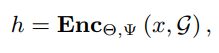 h = Enc_{Θ,Ψ} (x, 𝒢) ,